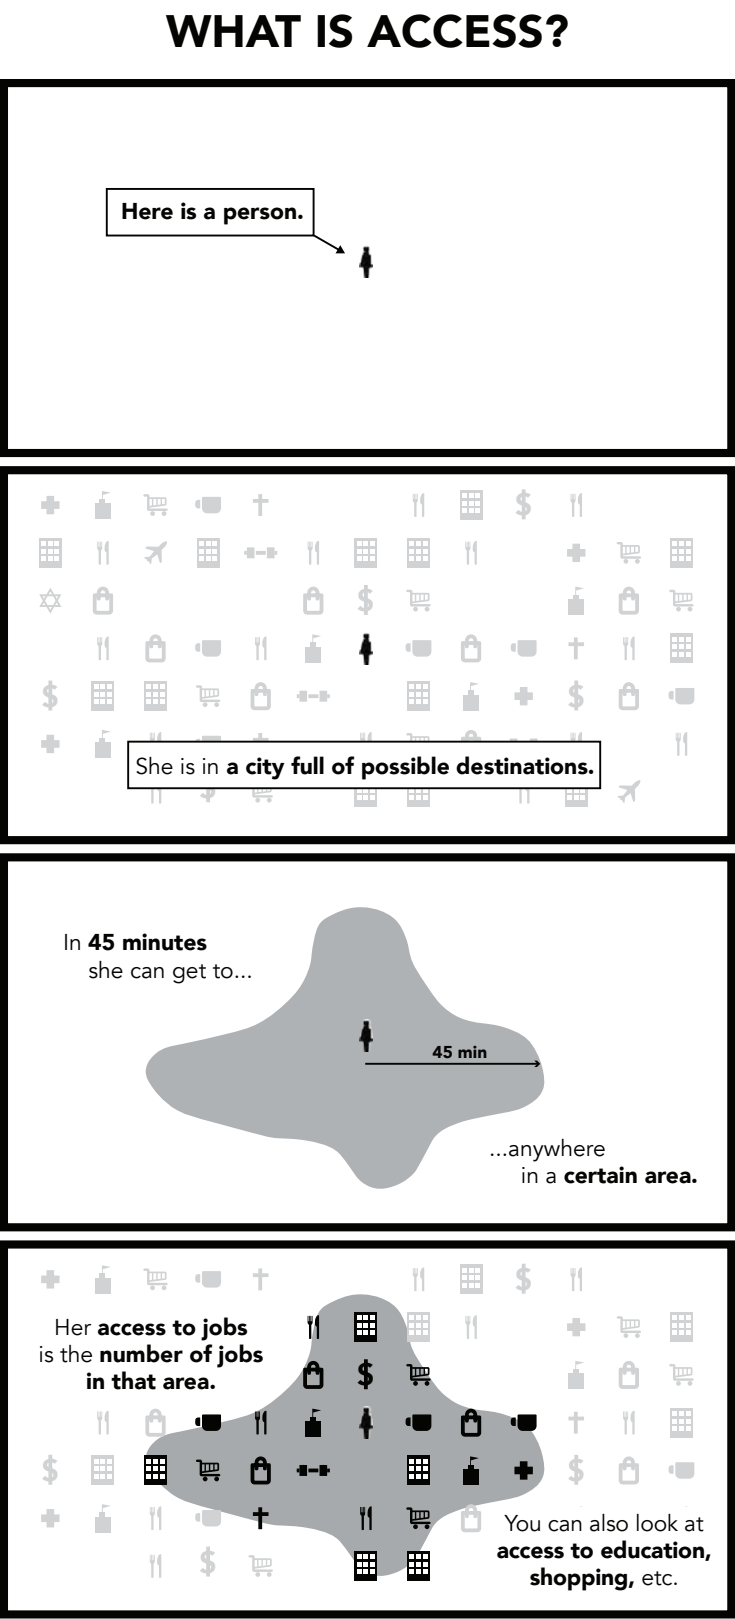 WHAT IS ACCESS?
Here is a person.
She is in a city full of possible destinations.
In 45 minutes
she can get to...
45 min
...anywhere
in a certain area.
Her access to jobs
is the number of jobs
in that area.
You can also look at
access to education,
shopping, etc.